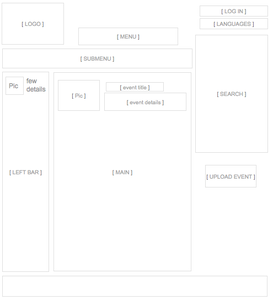 [ LOGO ]
[ LOG IN ]
[ LANGUAGES ]
[ MENU ]
[ SUBMENU ]
Pic
few
details
[ Pic ]
[ event title ]
[ event details ]
[ SEARCH ]
[ LEFT BAR ]
[ MAIN ]
[ UPLOAD EVENT ]